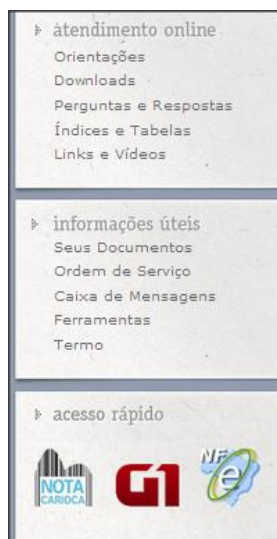 atendimento online
Orientações
Downloads
Perguntas e Respostas
Índices e Tabelas
Links e Vídeos
informações úteis
Seus Documentos
Ordem de Serviço
Caixa de Mensagens
Ferramentas
Termo
acesso rápido
NOTA
CARIOCA
G1
NF
e